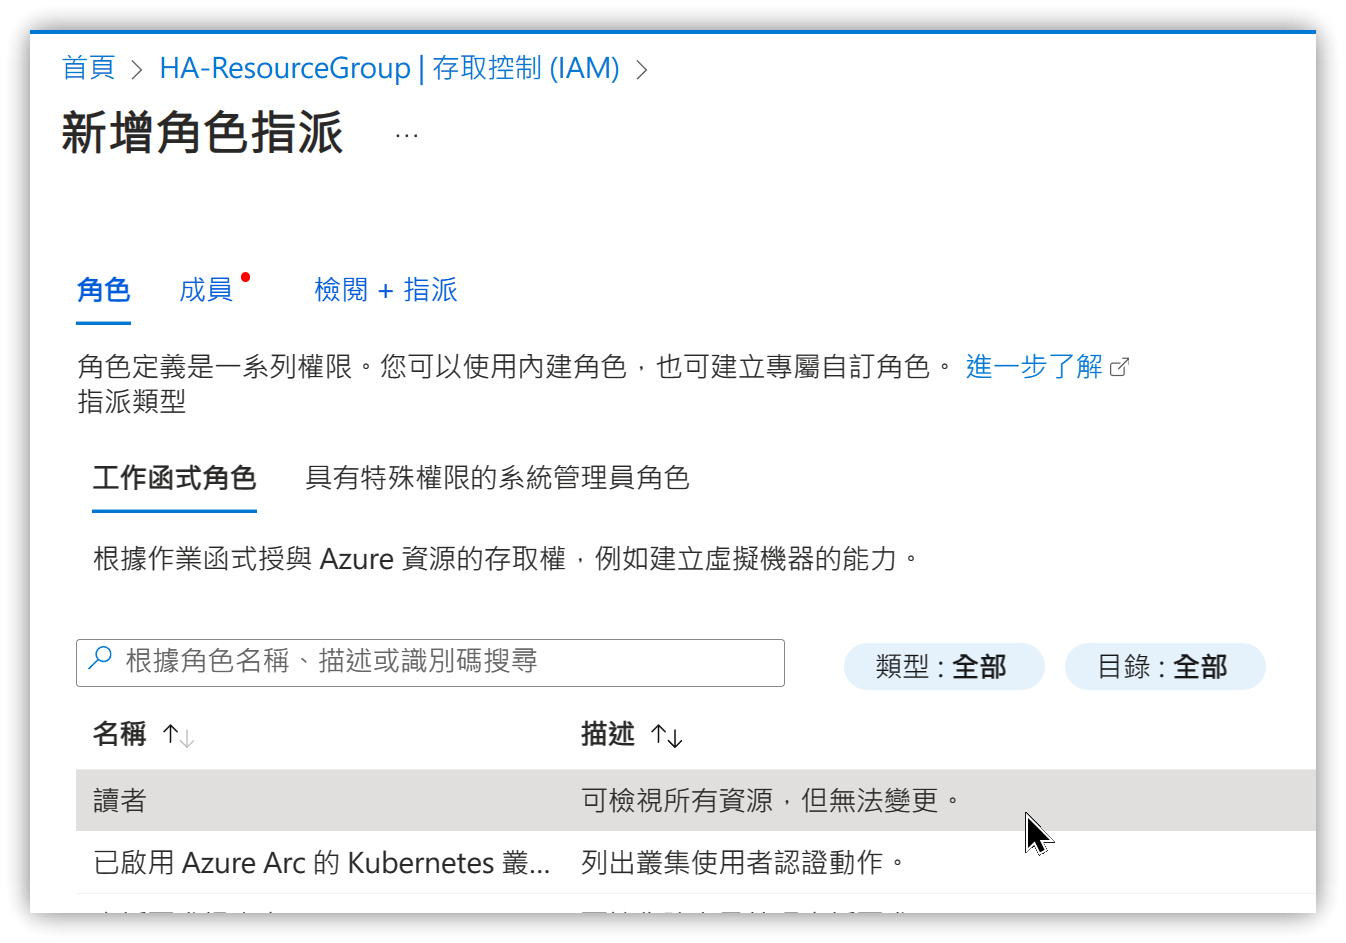 首頁 > HA-ResourceGroup | 存取控制 (IAM) >
新增角色指派 ...
角色 成員 檢閱 + 指派
角色定義是一系列權限。您可以使用內建角色，也可建立專屬自訂角色。 進一步了解
指派類型
工作函式角色 具有特殊權限的系統管理員角色
根據作業函式授與 Azure 資源的存取權，例如建立虛擬機器的能力。
根據角色名稱、描述或識別碼搜尋 類型 : 全部 目錄 : 全部
名稱 ↑↓ 描述 ↑↓
讀者 可檢視所有資源，但無法變更。
已啟用 Azure Arc 的 Kubernetes 叢... 列出叢集使用者認證動作。